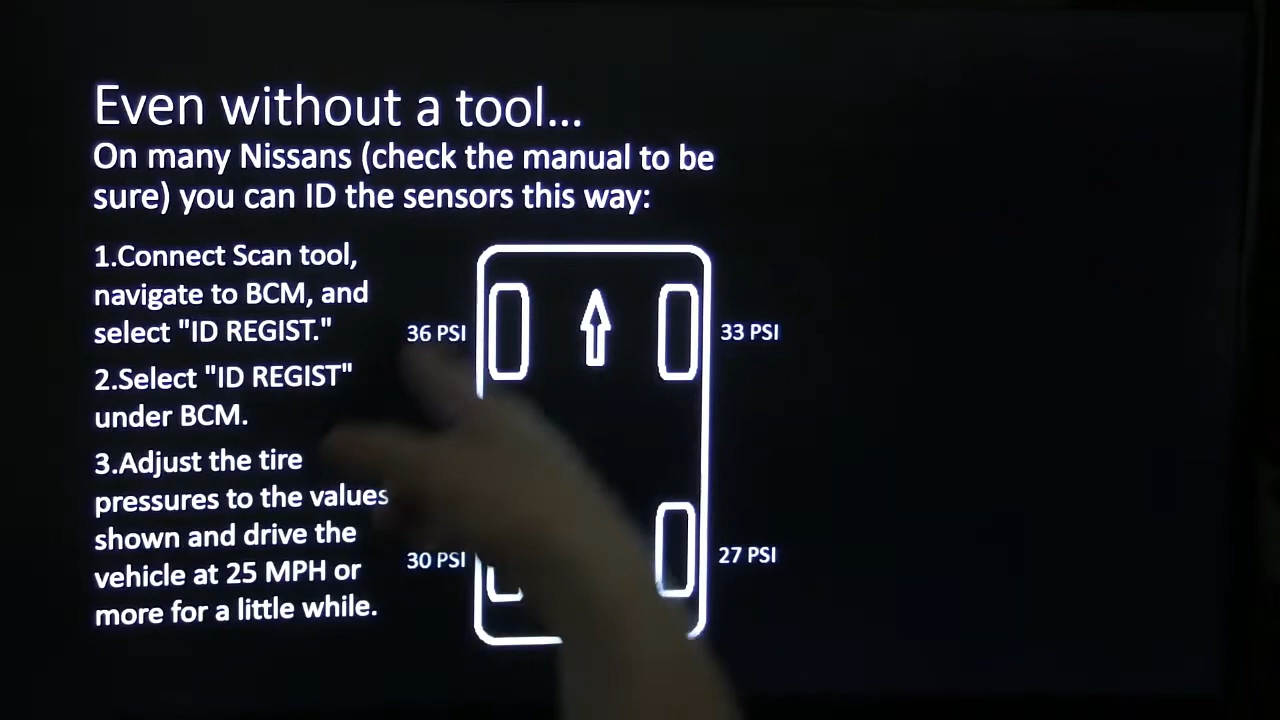 Even without a tool...
On many Nissans (check the manual to be
sure) you can ID the sensors this way:
1.Connect Scan tool,
navigate to BCM, and
select "ID REGIST."
2.Select "ID REGIST"
under BCM.
3.Adjust the tire
pressures to the values
shown and drive the
vehicle at 25 MPH or
more for a little while.
36 PSI
33 PSI
30 PSI
27 PSI